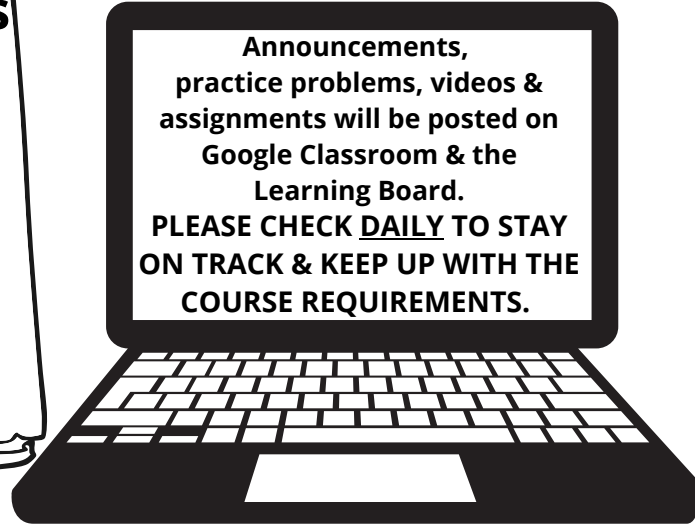 S
Announcements,
practice problems, videos &
assignments will be posted on
Google Classroom & the
Learning Board.
PLEASE CHECK DAILY TO STAY
ON TRACK & KEEP UP WITH THE
COURSE REQUIREMENTS.